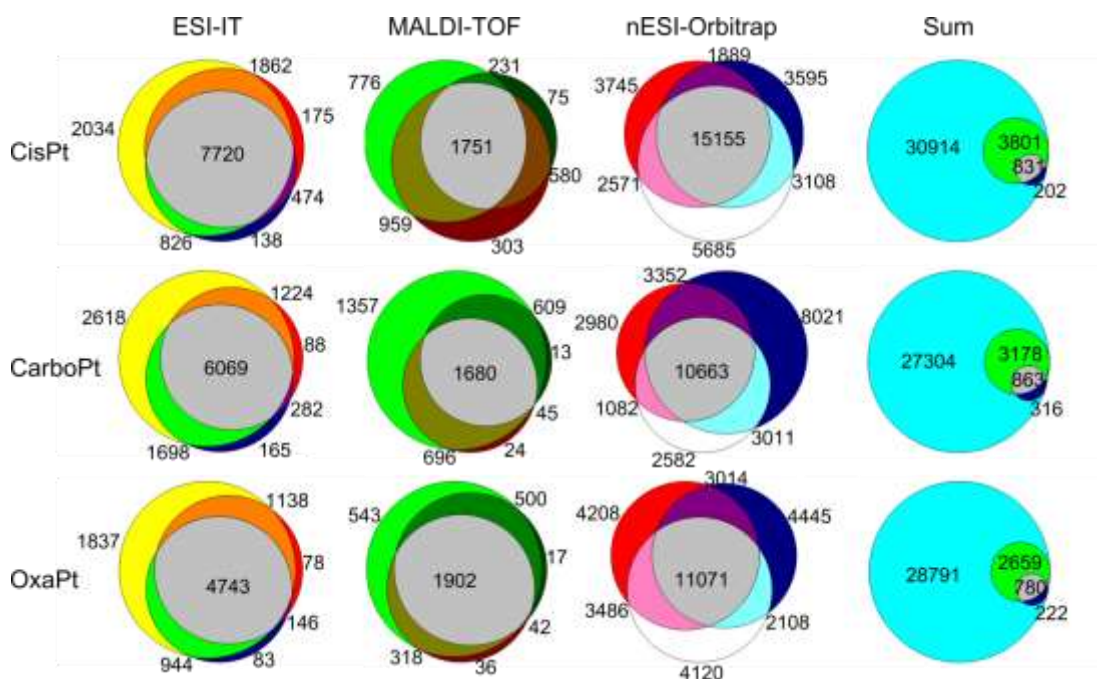 ESI-IT MALDI-TOF nESI-Orbitrap Sum
1862 231 1889
776 3745 3595
175 75
2034
CisPt 7720 1751 15155 30914 3801
831
580 2571 3108
474 202
826 138 959 303 5685
1224 3352
2618 1357 609 2980 8021
88 13
CarboPt 6069 1680 10663 27304 3178
863
282 45 1082 316
1698 165 696 24 2582 3011
1138 500 3014
1837 543 4208 4445
78 17
OxaPt 4743 1902 11071 28791 2659
780
146 42 3486 2108 222
944 83 318 36 4120